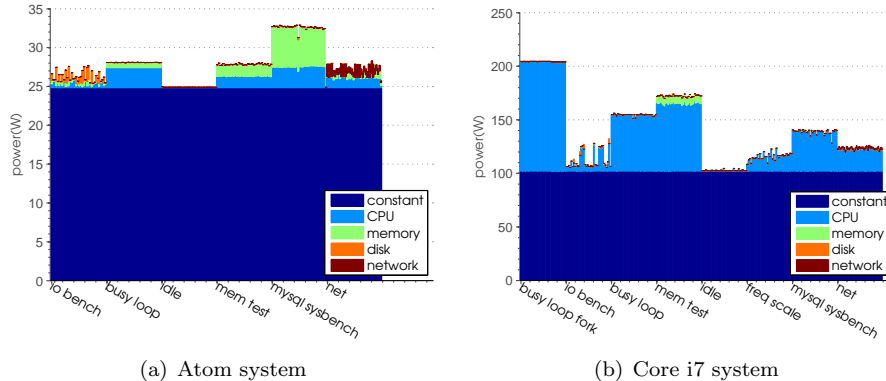 35
30
25
20
15
10
5
0
power(W)
constant
CPU
memory
disk
network
io bench
busy loop
idle
mem test
mysql sysbench
net
(a) Atom system
250
200
150
100
50
0
power(W)
constant
CPU
memory
disk
network
busy loop fork
io bench
busy loop
mem test
idle
freq scale
mysql sysbench
net
(b) Core i7 system